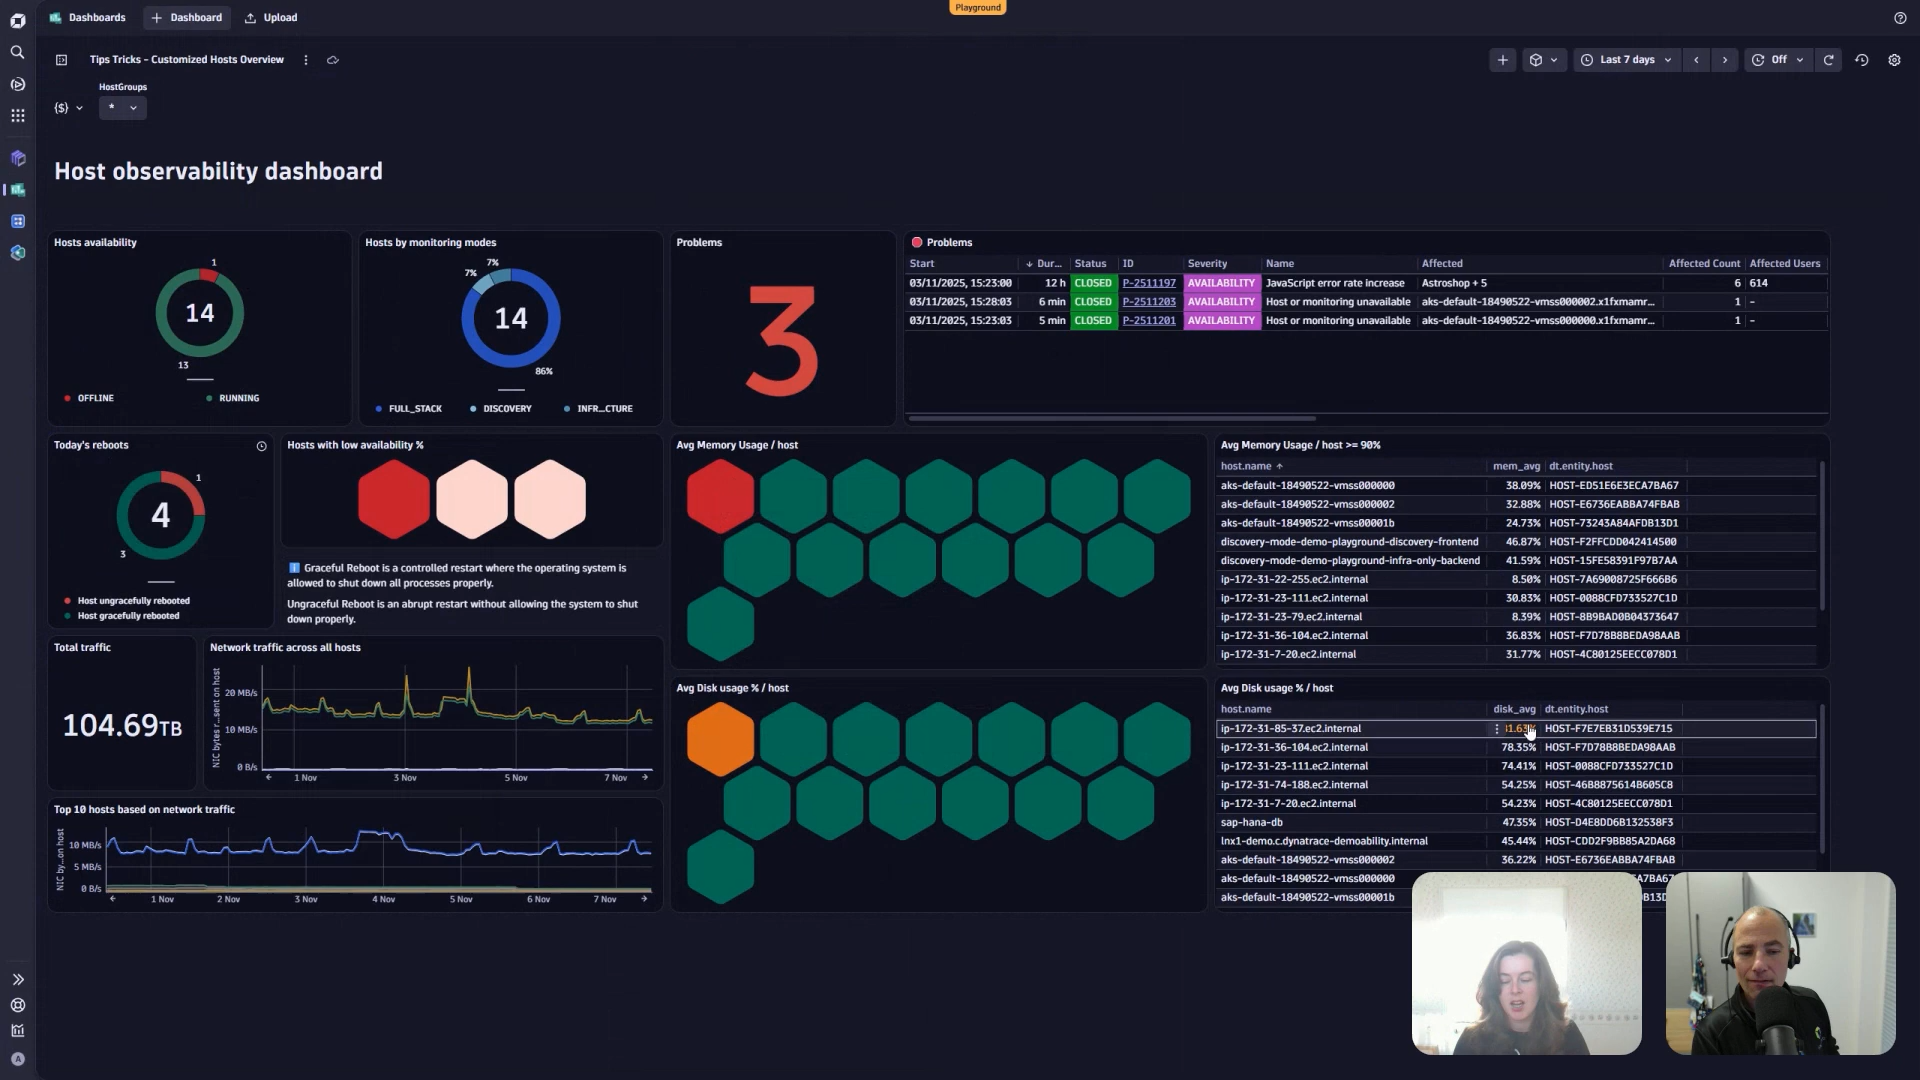 Dashboards
Dashboard
Upload
Playground
Tips Tricks - Customized Hosts Overview
Last 7 days
Off
HostGroups
{$}
*
Host observability dashboard
Hosts availability
1
14
13
OFFLINE
RUNNING
Hosts by monitoring modes
7%
7%
14
86%
FULL_STACK
DISCOVERY
INFR…CTURE
Problems
3
Problems
Start Dur… Status ID Severity Name Affected Affected Count Affected Users
03/11/2025, 15:23:00 12 h CLOSED P-2511197 AVAILABILITY JavaScript error rate increase Astroshop + 5 6 614
03/11/2025, 15:28:03 6 min CLOSED P-2511203 AVAILABILITY Host or monitoring unavailable aks-default-18490522-vmss000002.x1fxmamr… 1 -
03/11/2025, 15:23:03 5 min CLOSED P-2511201 AVAILABILITY Host or monitoring unavailable aks-default-18490522-vmss000000.x1fxmamr… 1 -
Today's reboots
1
4
3
Host ungracefully rebooted
Host gracefully rebooted
Hosts with low availability %
Graceful Reboot is a controlled restart where the operating system is
allowed to shut down all processes properly.
Ungraceful Reboot is an abrupt restart without allowing the system to shut
down properly.
Avg Memory Usage / host
Avg Memory Usage / host >= 90%
host.name mem_avg dt.entity.host
aks-default-18490522-vmss000000 38.09% HOST-ED51E6E3ECA7BA67
aks-default-18490522-vmss000002 32.88% HOST-E6736EABBA74FBAB
aks-default-18490522-vmss00001b 24.73% HOST-73243A84AFDB13D1
discovery-mode-demo-playground-discovery-frontend 46.87% HOST-F2FFCDD042414500
discovery-mode-demo-playground-infra-only-backend 41.59% HOST-15FE58391F97B7AA
ip-172-31-22-255.ec2.internal 8.50% HOST-7A69008725F666B6
ip-172-31-23-111.ec2.internal 30.83% HOST-0088CFD733527C1D
ip-172-31-23-79.ec2.internal 8.39% HOST-8B9BAD0B04373647
ip-172-31-36-104.ec2.internal 36.83% HOST-F7D78B8BEDA98AAB
ip-172-31-7-20.ec2.internal 31.77% HOST-4C80125EECC078D1
Total traffic
104.69TB
Network traffic across all hosts
NIC bytes r…sent on host
20 MB/s
10 MB/s
0 B/s
1 Nov
3 Nov
5 Nov
7 Nov
Avg Disk usage % / host
Avg Disk usage % / host
host.name disk_avg dt.entity.host
ip-172-31-85-37.ec2.internal HOST-F7E7EB31D539E715
ip-172-31-36-104.ec2.internal 78.35% HOST-F7D78B8BEDA98AAB
ip-172-31-23-111.ec2.internal 74.41% HOST-0088CFD733527C1D
ip-172-31-74-188.ec2.internal 54.25% HOST-46B8875614B605C8
ip-172-31-7-20.ec2.internal 54.23% HOST-4C80125EECC078D1
sap-hana-db 47.35% HOST-D4E8DD6B132538F3
lnx1-demo.c.dynatrace-demoability.internal 45.44% HOST-CDD2F9BB85A2DA68
aks-default-18490522-vmss000002 36.22% HOST-E6736EABBA74FBAB
aks-default-18490522-vmss000000
aks-default-18490522-vmss00001b
Top 10 hosts based on network traffic
NIC by…on host
10 MB/s
5 MB/s
0 B/s
1 Nov
2 Nov
3 Nov
4 Nov
5 Nov
6 Nov
7 Nov
A